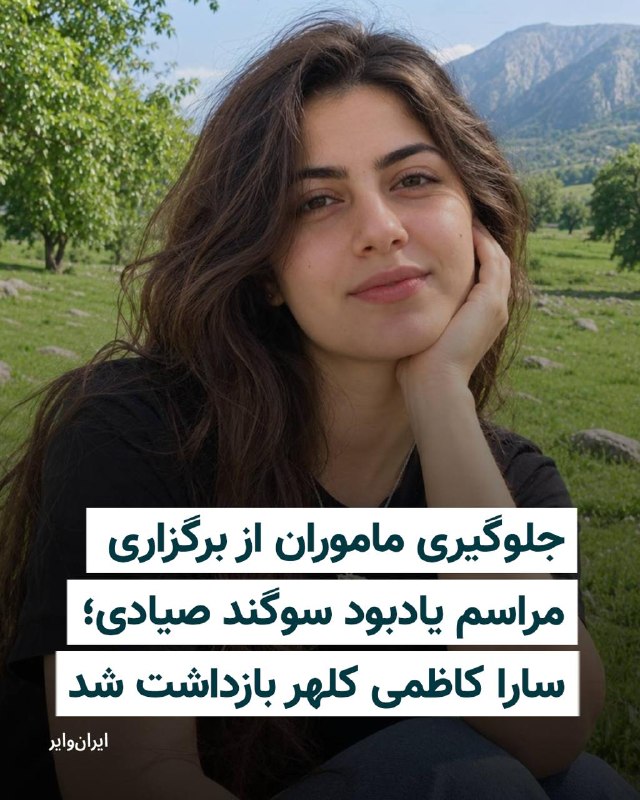 جلوگیری ماموران از برگزاری
مراسم یادبود سوگند صیادی؛
سارا کاظمی کلهر بازداشت شد
ایران‌وایر